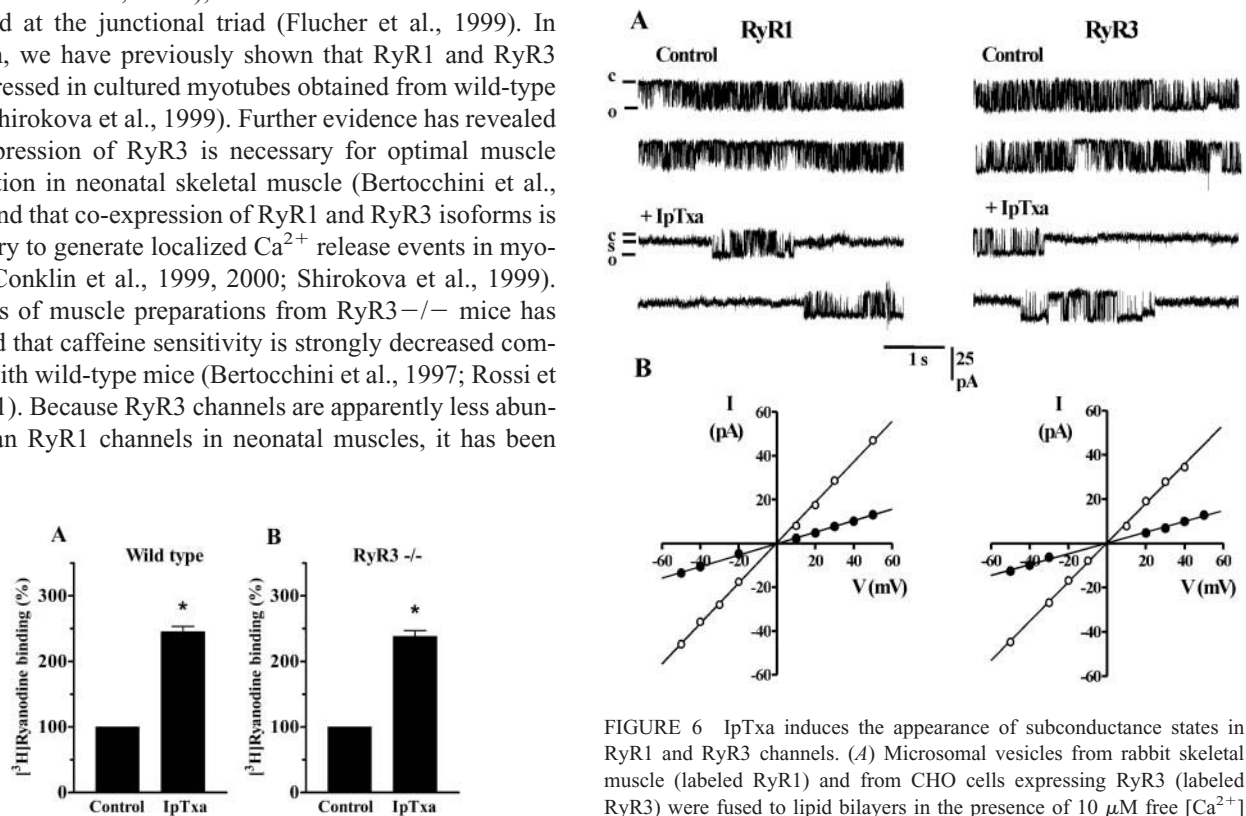 d at the junctional triad (Flucher et al., 1999). In
, we have previously shown that RyR1 and RyR3
ressed in cultured myotubes obtained from wild-type
hirokova et al., 1999). Further evidence has revealed
pression of RyR3 is necessary for optimal muscle
tion in neonatal skeletal muscle (Bertocchini et al.,
nd that co-expression of RyR1 and RyR3 isoforms is
ry to generate localized Ca²⁺ release events in myo-
Conklin et al., 1999, 2000; Shirokova et al., 1999).
s of muscle preparations from RyR3−/− mice has
d that caffeine sensitivity is strongly decreased com-
ith wild-type mice (Bertocchini et al., 1997; Rossi et
1). Because RyR3 channels are apparently less abun-
an RyR1 channels in neonatal muscles, it has been
A
Wild type
[³H]Ryanodine binding (%)
300
200
100
0
*
Control IpTxa
B
RyR3 -/-
[³H]Ryanodine binding (%)
300
200
100
0
*
Control IpTxa
A
RyR1
RyR3
Control
Control
c
o
+ IpTxa
+ IpTxa
c
s
o
1 s
25
pA
B
I
(pA)
60
40
20
-60 -40 -20
20 40 60
V (mV)
-20
-40
-60
I
(pA)
60
40
20
-60 -40 -20
20 40 60
V (mV)
-20
-40
-60
FIGURE 6 IpTxa induces the appearance of subconductance states in
RyR1 and RyR3 channels. (A) Microsomal vesicles from rabbit skeletal
muscle (labeled RyR1) and from CHO cells expressing RyR3 (labeled
RyR3) were fused to lipid bilayers in the presence of 10 μM free [Ca²⁺]